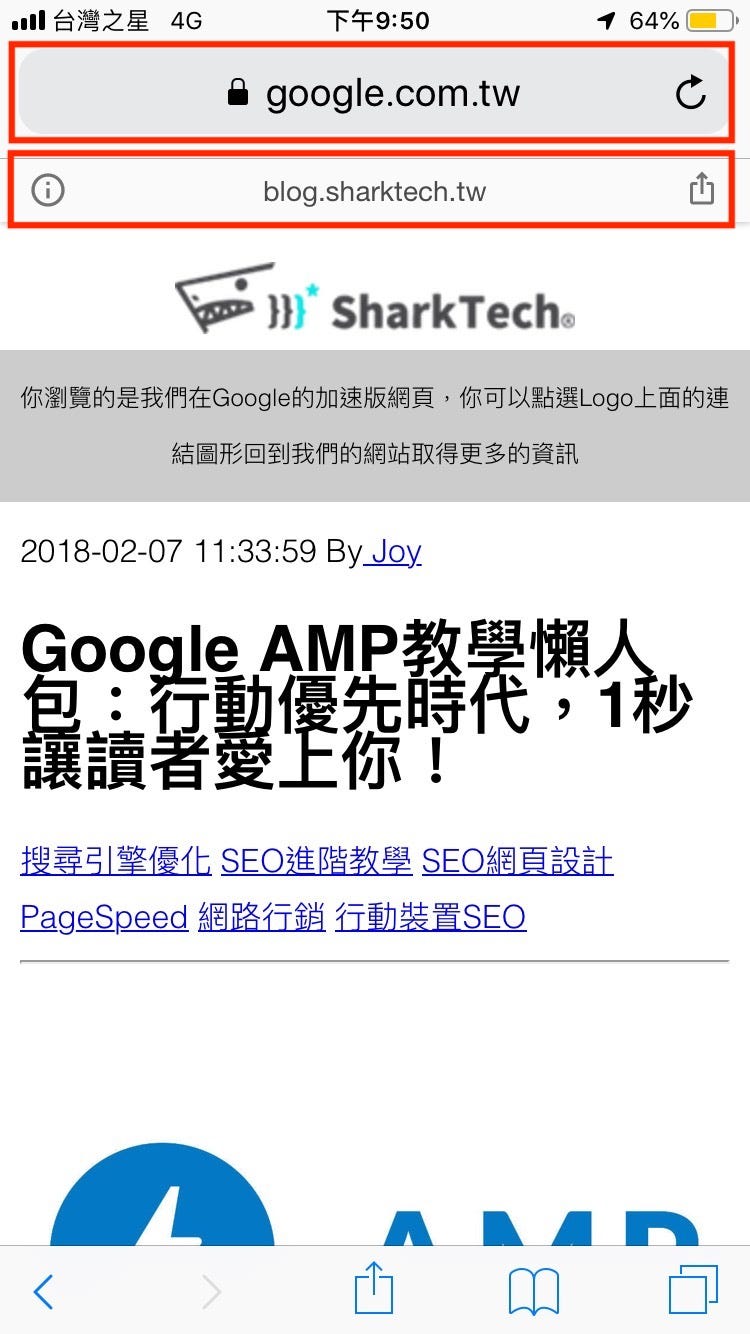 台灣之星 4G 下午9:50 64%
google.com.tw
blog.sharktech.tw
}}}* SharkTech®
你瀏覽的是我們在Google的加速版網頁，你可以點選Logo上面的連
結圖形回到我們的網站取得更多的資訊
2018-02-07 11:33:59 By Joy
Google AMP教學懶人
包：行動優先時代，1秒
讓讀者愛上你！
搜尋引擎優化 SEO進階教學 SEO網頁設計
PageSpeed 網路行銷 行動裝置SEO
AMP